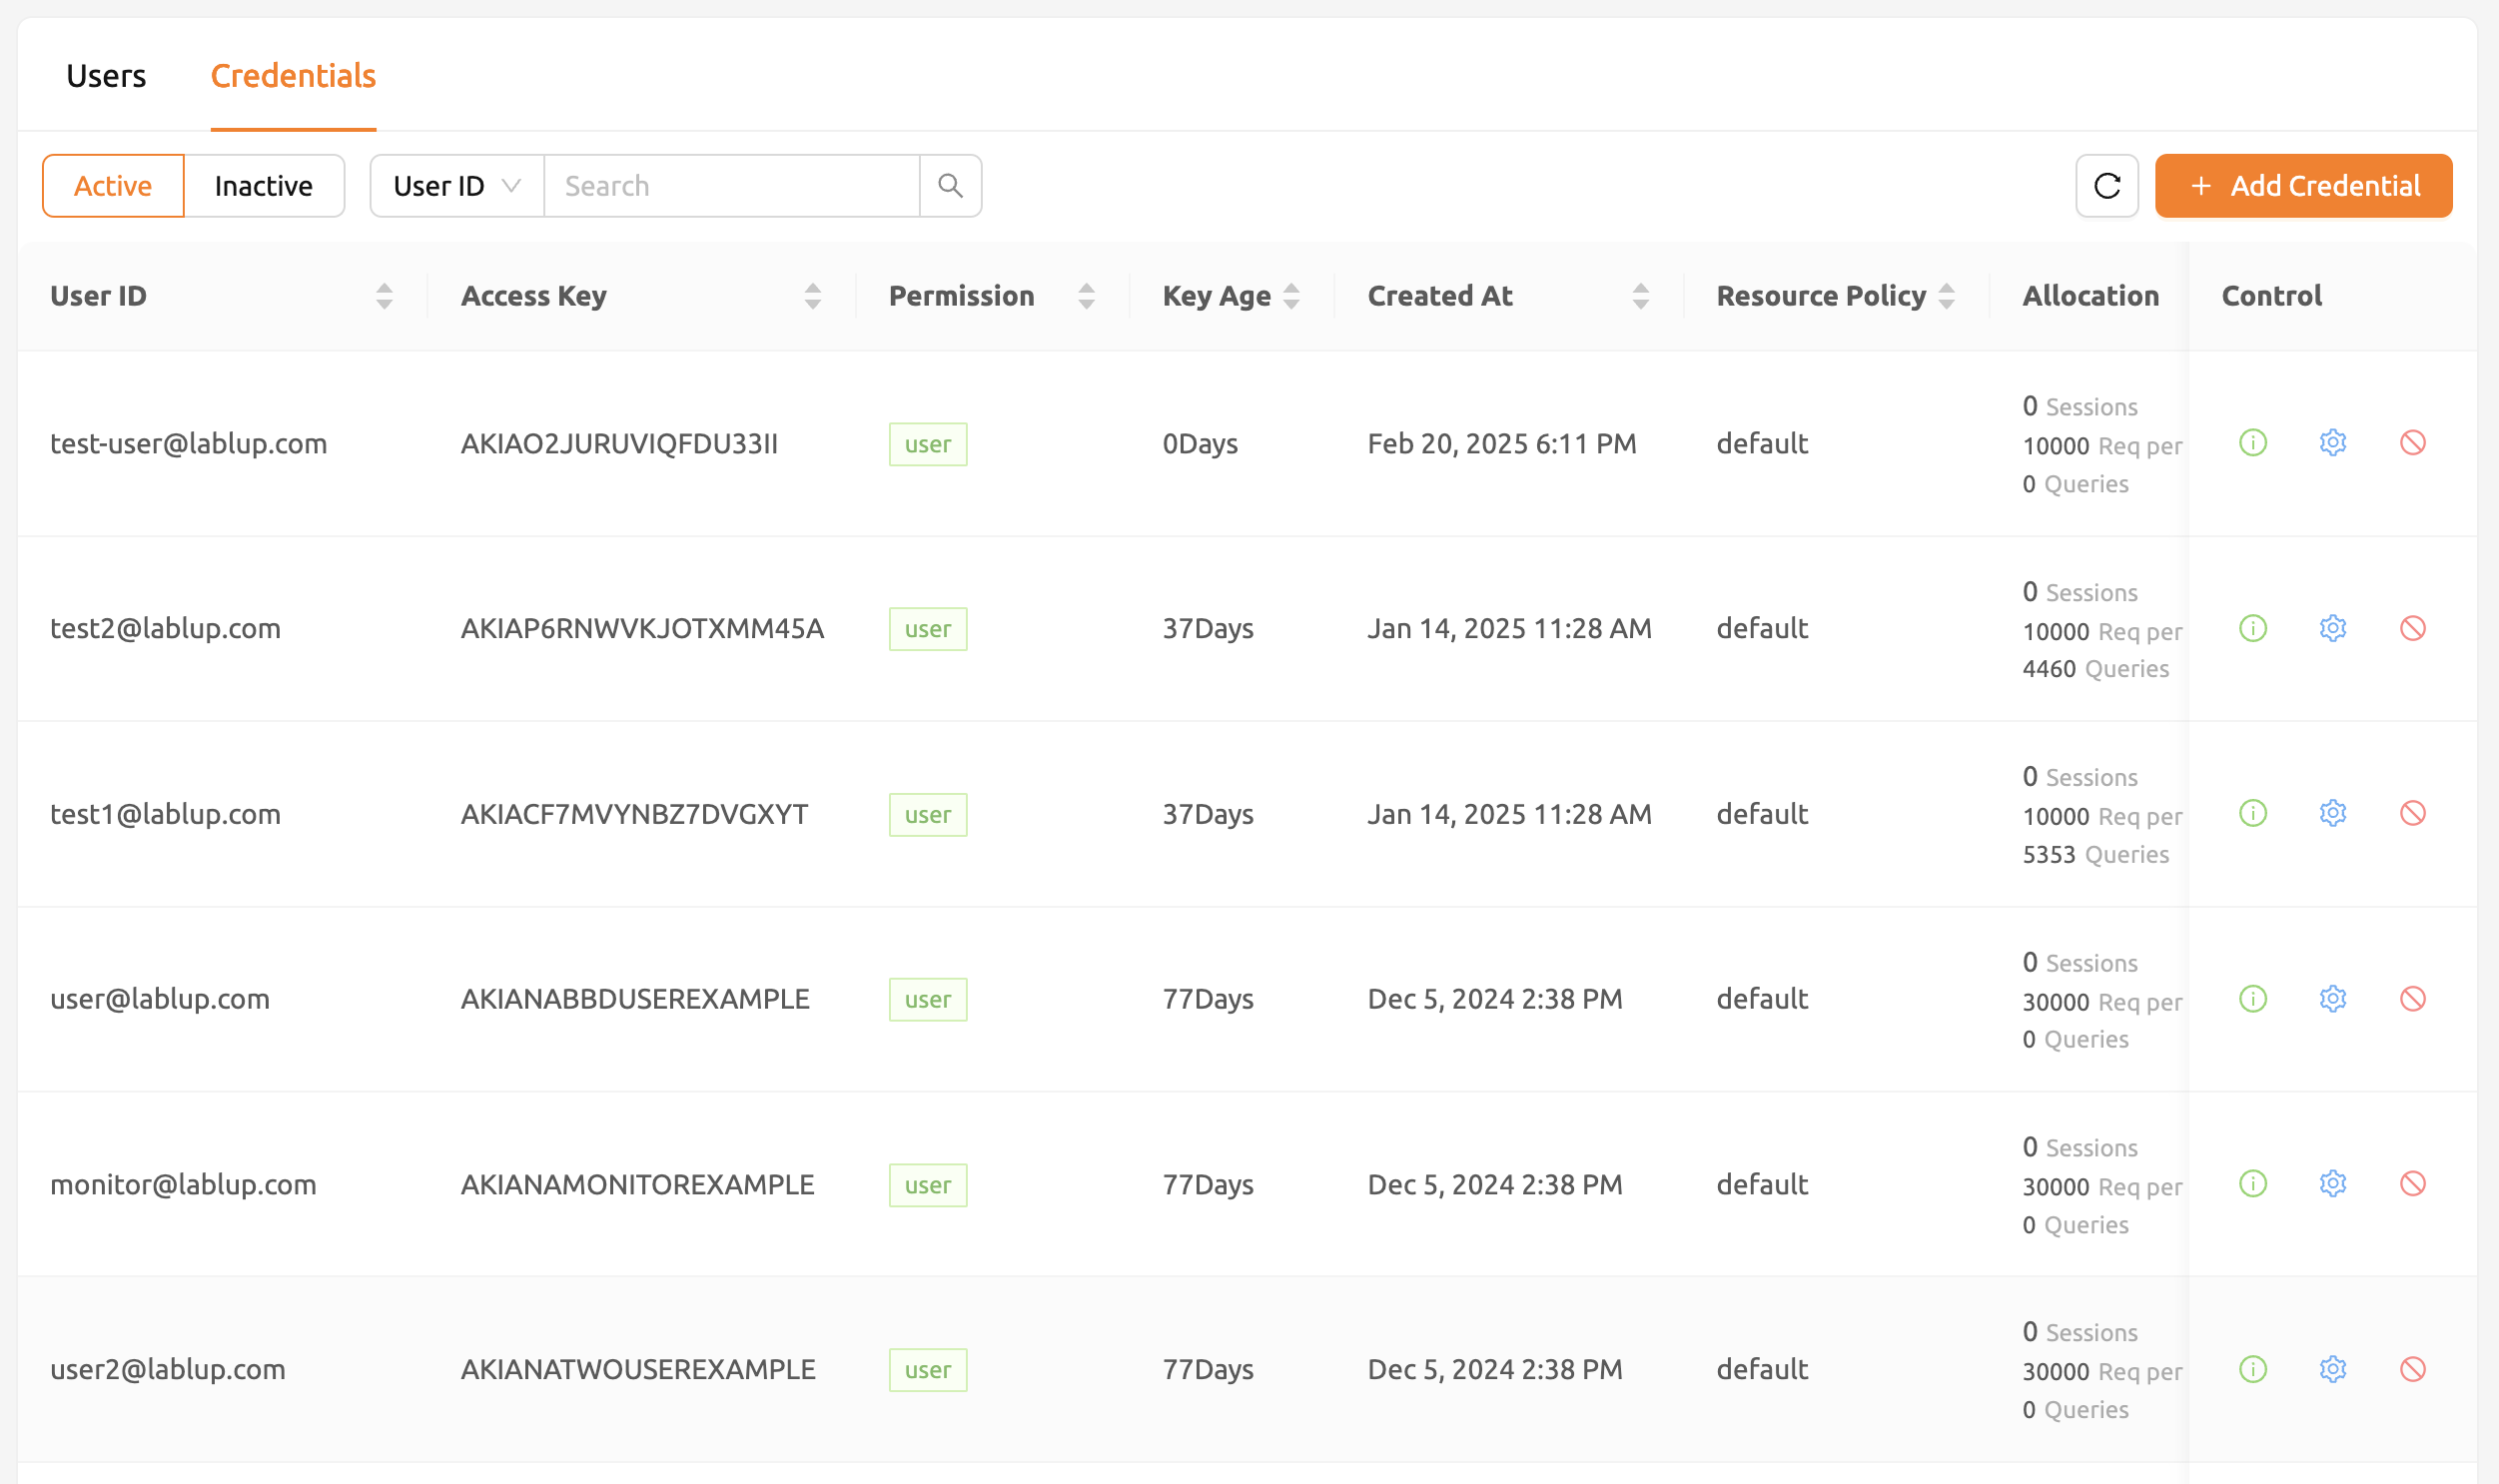 Users Credentials
Active Inactive User ID Search Add Credential
User ID Access Key Permission Key Age Created At Resource Policy Allocation Control
0 Sessions
test-user@lablup.com AKIAO2JURUVIQFDU33II user 0Days Feb 20, 2025 6:11 PM default 10000 Req per
0 Queries
0 Sessions
test2@lablup.com AKIAP6RNWVKJOTXMM45A user 37Days Jan 14, 2025 11:28 AM default 10000 Req per
4460 Queries
0 Sessions
test1@lablup.com AKIACF7MVYNBZ7DVGXYT user 37Days Jan 14, 2025 11:28 AM default 10000 Req per
5353 Queries
0 Sessions
user@lablup.com AKIANABBDUSEREXAMPLE user 77Days Dec 5, 2024 2:38 PM default 30000 Req per
0 Queries
0 Sessions
monitor@lablup.com AKIANAMONITOREXAMPLE user 77Days Dec 5, 2024 2:38 PM default 30000 Req per
0 Queries
0 Sessions
user2@lablup.com AKIANATWOUSEREXAMPLE user 77Days Dec 5, 2024 2:38 PM default 30000 Req per
0 Queries